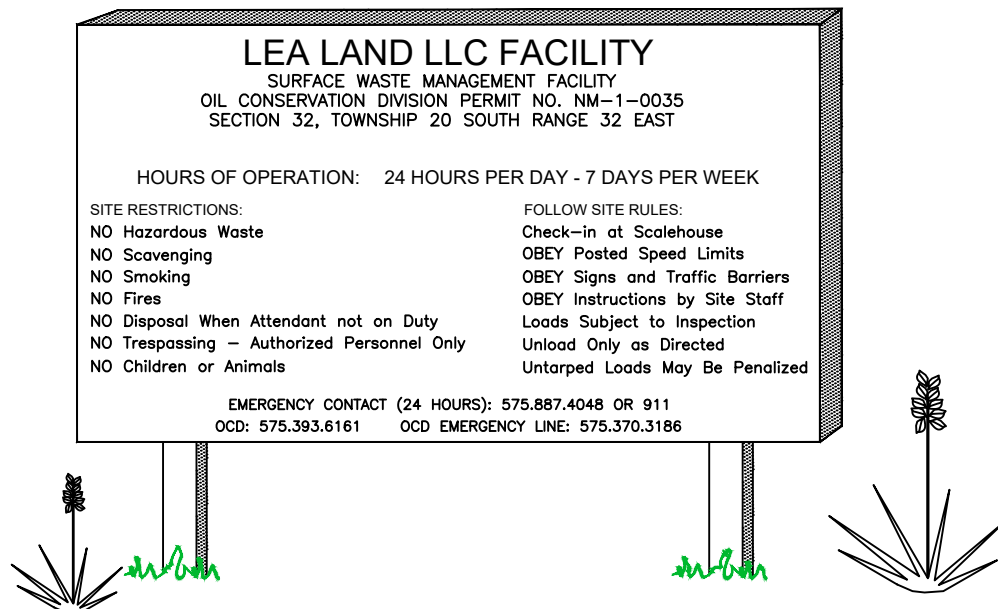 LEA LAND LLC FACILITY
SURFACE WASTE MANAGEMENT FACILITY
OIL CONSERVATION DIVISION PERMIT NO. NM-1-0035
SECTION 32, TOWNSHIP 20 SOUTH RANGE 32 EAST
HOURS OF OPERATION: 24 HOURS PER DAY - 7 DAYS PER WEEK
SITE RESTRICTIONS:
NO Hazardous Waste
NO Scavenging
NO Smoking
NO Fires
NO Disposal When Attendant not on Duty
NO Trespassing – Authorized Personnel Only
NO Children or Animals
FOLLOW SITE RULES:
Check-in at Scalehouse
OBEY Posted Speed Limits
OBEY Signs and Traffic Barriers
OBEY Instructions by Site Staff
Loads Subject to Inspection
Unload Only as Directed
Untarped Loads May Be Penalized
EMERGENCY CONTACT (24 HOURS): 575.887.4048 OR 911
OCD: 575.393.6161 OCD EMERGENCY LINE: 575.370.3186